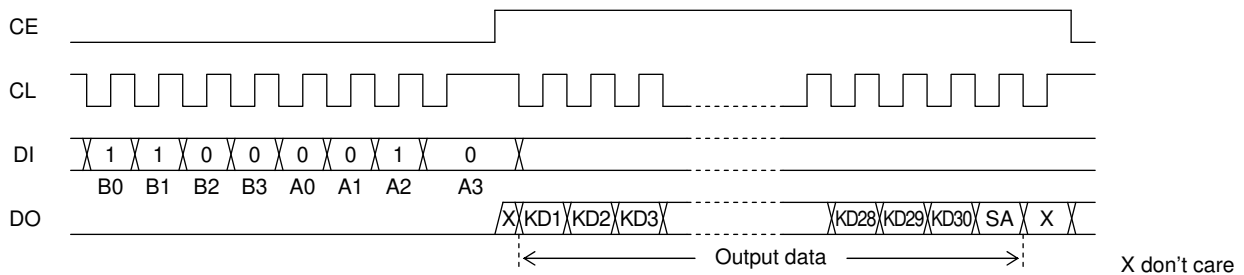 CE
CL
DI 1 1 0 0 0 0 1 0
B0 B1 B2 B3 A0 A1 A2 A3
DO X KD1 KD2 KD3 KD28 KD29 KD30 SA X
Output data
X don't care